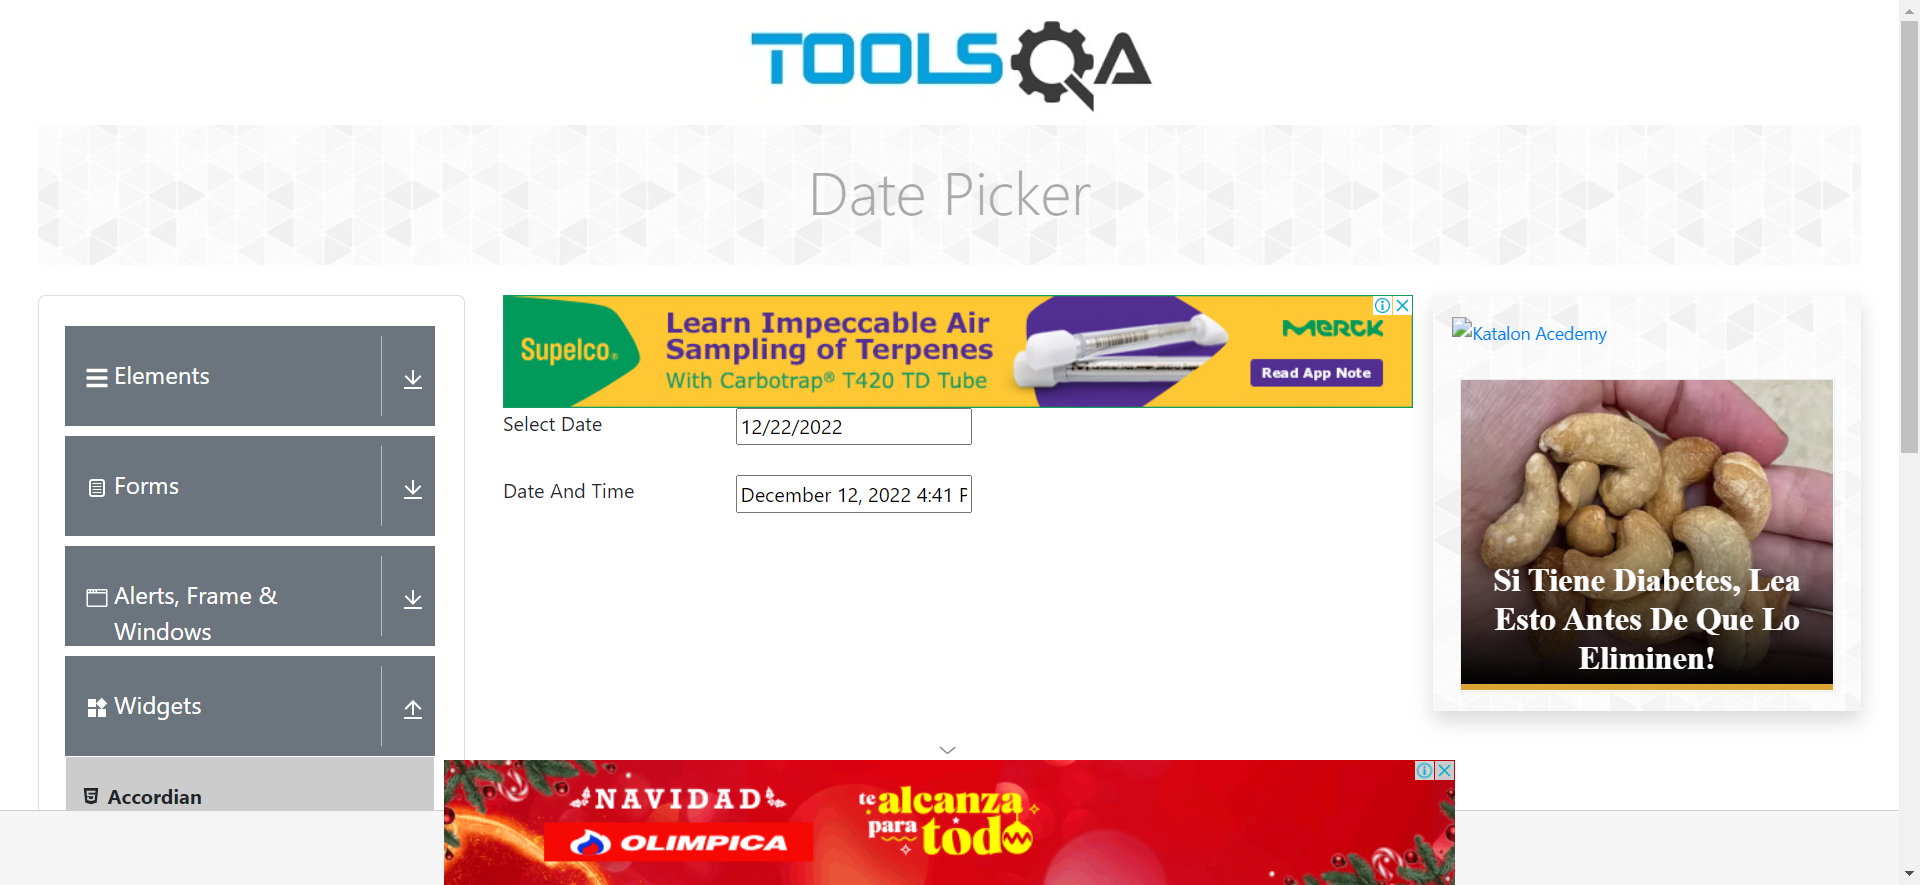 TOOLSQA
Date Picker
Elements
Forms
Alerts, Frame &
Windows
Widgets
Accordian
Supelco®
Learn Impeccable Air
Sampling of Terpenes
With Carbotrap® T420 TD Tube
MERCK
Read App Note
Select Date
12/22/2022
Date And Time
December 12, 2022 4:41 P
Katalon Acedemy
Si Tiene Diabetes, Lea
Esto Antes De Que Lo
Eliminen!
NAVIDAD
OLIMPICA
te alcanza
para todo